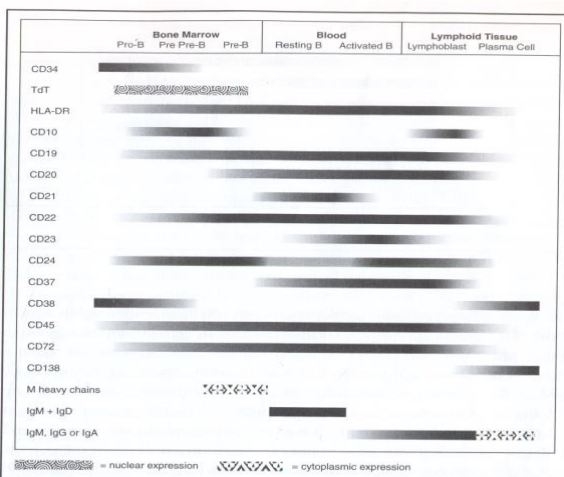 Bone Marrow Blood Lymphoid Tissue
Pro-B Pre Pre-B Pre-B Resting B Activated B Lymphoblast Plasma Cell
CD34
TdT
HLA-DR
CD10
CD19
CD20
CD21
CD22
CD23
CD24
CD37
CD38
CD45
CD72
CD138
M heavy chains
IgM + IgD
IgM, IgG or IgA
= nuclear expression = cytoplasmic expression